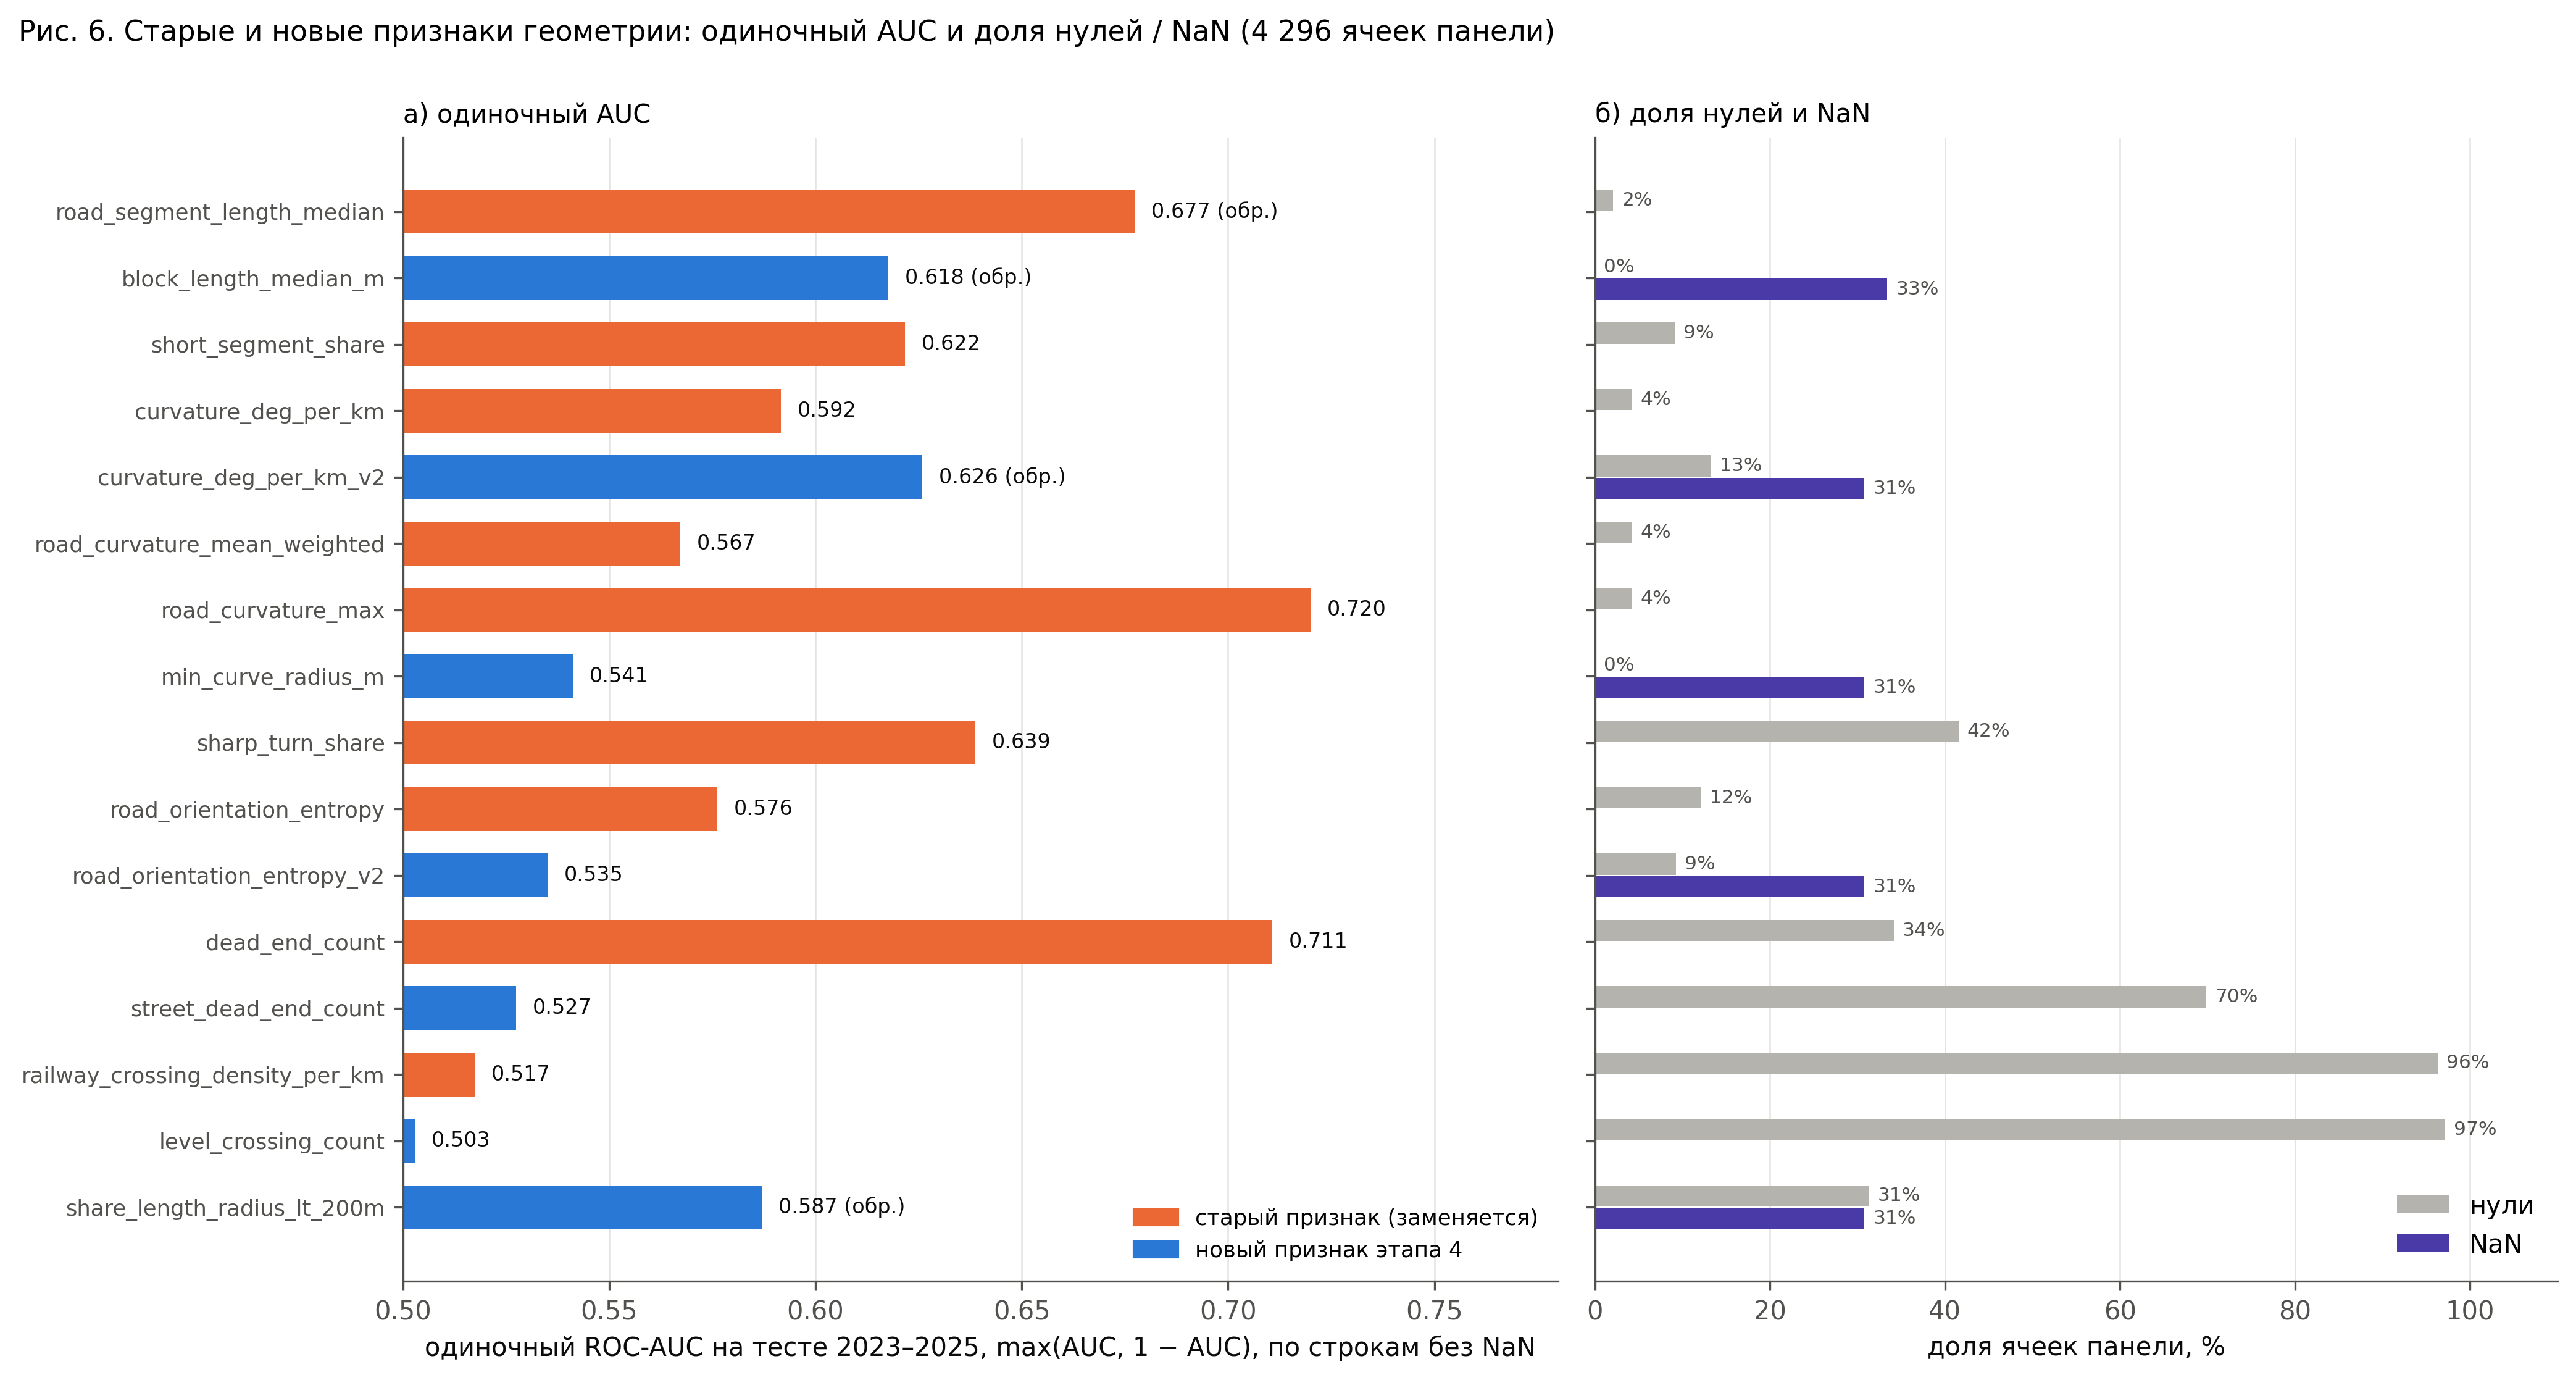 Рис. 6. Старые и новые признаки геометрии: одиночный AUC и доля нулей / NaN (4 296 ячеек панели)
а) одиночный AUC
road_segment_length_median
0.677 (обр.)
block_length_median_m
0.618 (обр.)
short_segment_share
0.622
curvature_deg_per_km
0.592
curvature_deg_per_km_v2
0.626 (обр.)
road_curvature_mean_weighted
0.567
road_curvature_max
0.720
min_curve_radius_m
0.541
sharp_turn_share
0.639
road_orientation_entropy
0.576
road_orientation_entropy_v2
0.535
dead_end_count
0.711
street_dead_end_count
0.527
railway_crossing_density_per_km
0.517
level_crossing_count
0.503
share_length_radius_lt_200m
0.587 (обр.)
старый признак (заменяется)
новый признак этапа 4
0.50 0.55 0.60 0.65 0.70 0.75
одиночный ROC-AUC на тесте 2023–2025, max(AUC, 1 − AUC), по строкам без NaN
б) доля нулей и NaN
2%
0%
33%
9%
4%
13%
31%
4%
4%
0%
31%
42%
12%
9%
31%
34%
70%
96%
97%
31%
31%
нули
NaN
0 20 40 60 80 100
доля ячеек панели, %